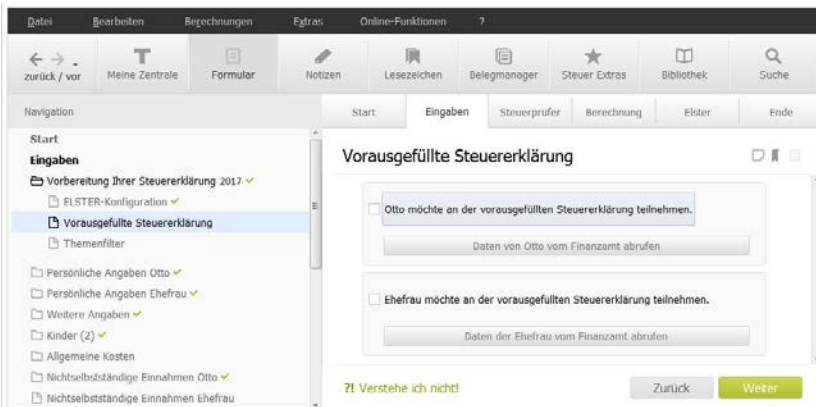 Datei Bearbeiten Berechnungen Extras Online-Funktionen ?
zurück / vor Meine Zentrale Formular Notizen Lesezeichen Belegmanager Steuer Extras Bibliothek Suche
Navigation
Start Eingaben Steuerprüfer Berechnung Elster Ende
Start
Eingaben
Vorbereitung Ihrer Steuererklärung 2017
ELSTER-Konfiguration
Vorausgefüllte Steuererklärung
Themenfilter
Persönliche Angaben Otto
Persönliche Angaben Ehefrau
Weitere Angaben
Kinder (2)
Allgemeine Kosten
Nichtselbstständige Einnahmen Otto
Nichtselbstständige Einnahmen Ehefrau
Vorausgefüllte Steuererklärung
Otto möchte an der vorausgefüllten Steuererklärung teilnehmen.
Daten von Otto vom Finanzamt abrufen
Ehefrau möchte an der vorausgefüllten Steuererklärung teilnehmen.
Daten der Ehefrau vom Finanzamt abrufen
?! Verstehe ich nicht!
Zurück Weiter